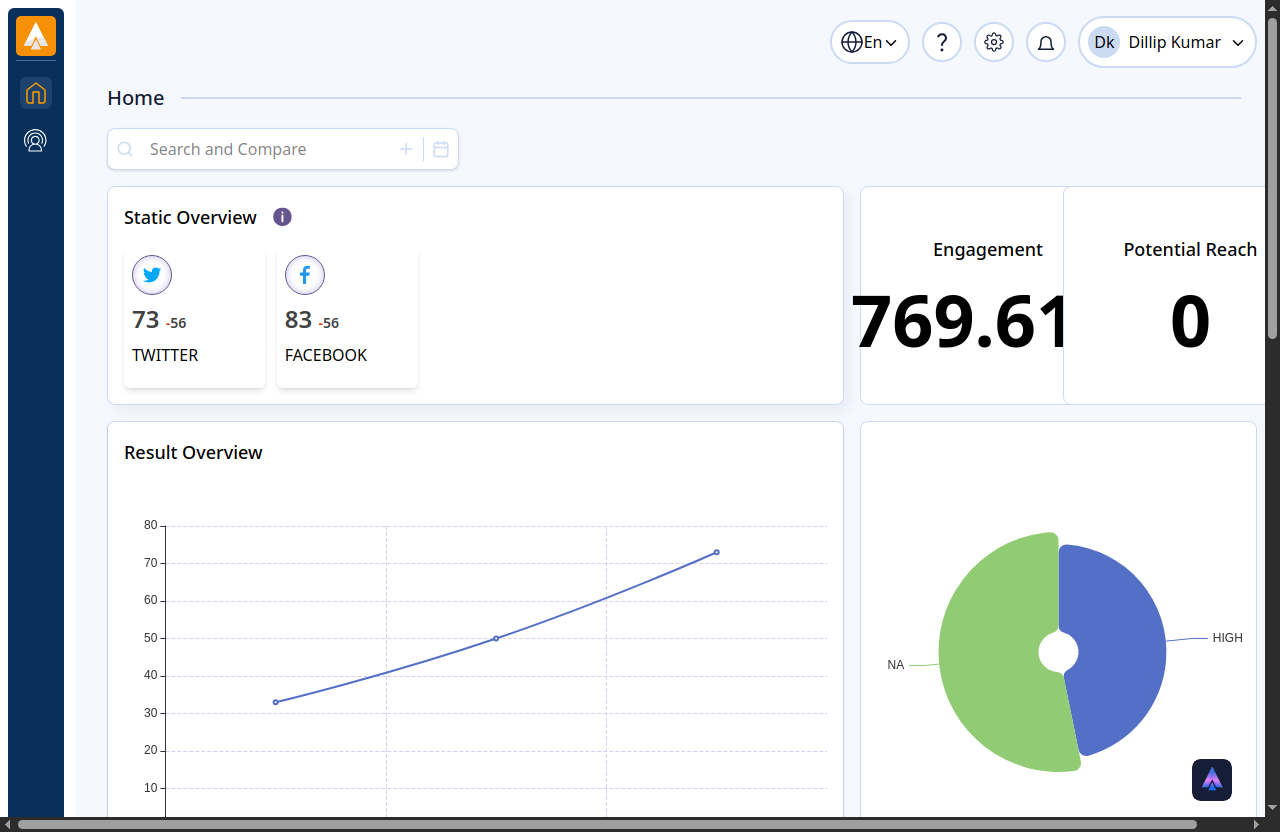 En
?
Dk
Dillip Kumar
Home
Search and Compare
Static Overview
i
73 -56
TWITTER
83 -56
FACEBOOK
Engagement
769.61
Potential Reach
0
Result Overview
80
70
60
50
40
30
20
10
HIGH
NA